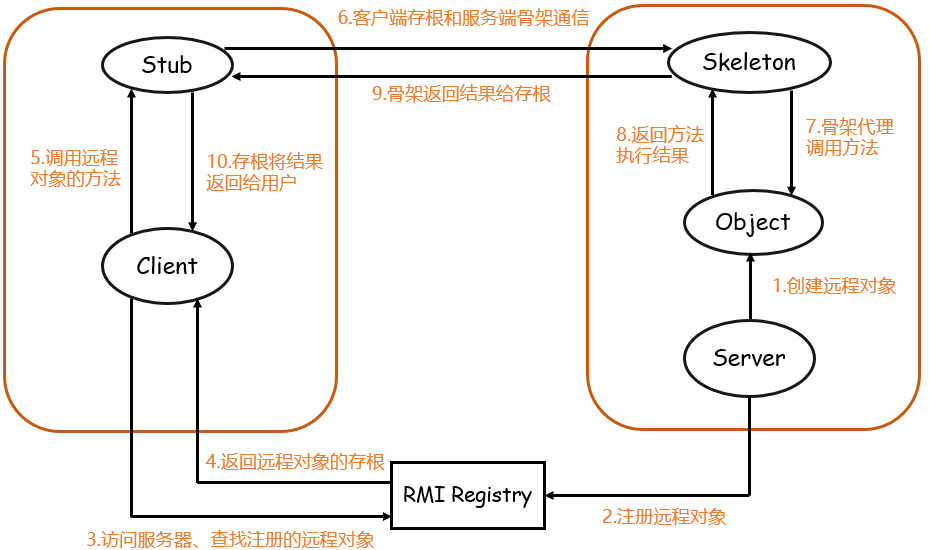 6.客户端存根和服务端骨架通信
Stub
Skeleton
9.骨架返回结果给存根
5.调用远程
对象的方法
10.存根将结果
返回给用户
8.返回方法
执行结果
7.骨架代理
调用方法
Object
Client
1.创建远程对象
Server
4.返回远程对象的存根
RMI Registry
2.注册远程对象
3.访问服务器、查找注册的远程对象